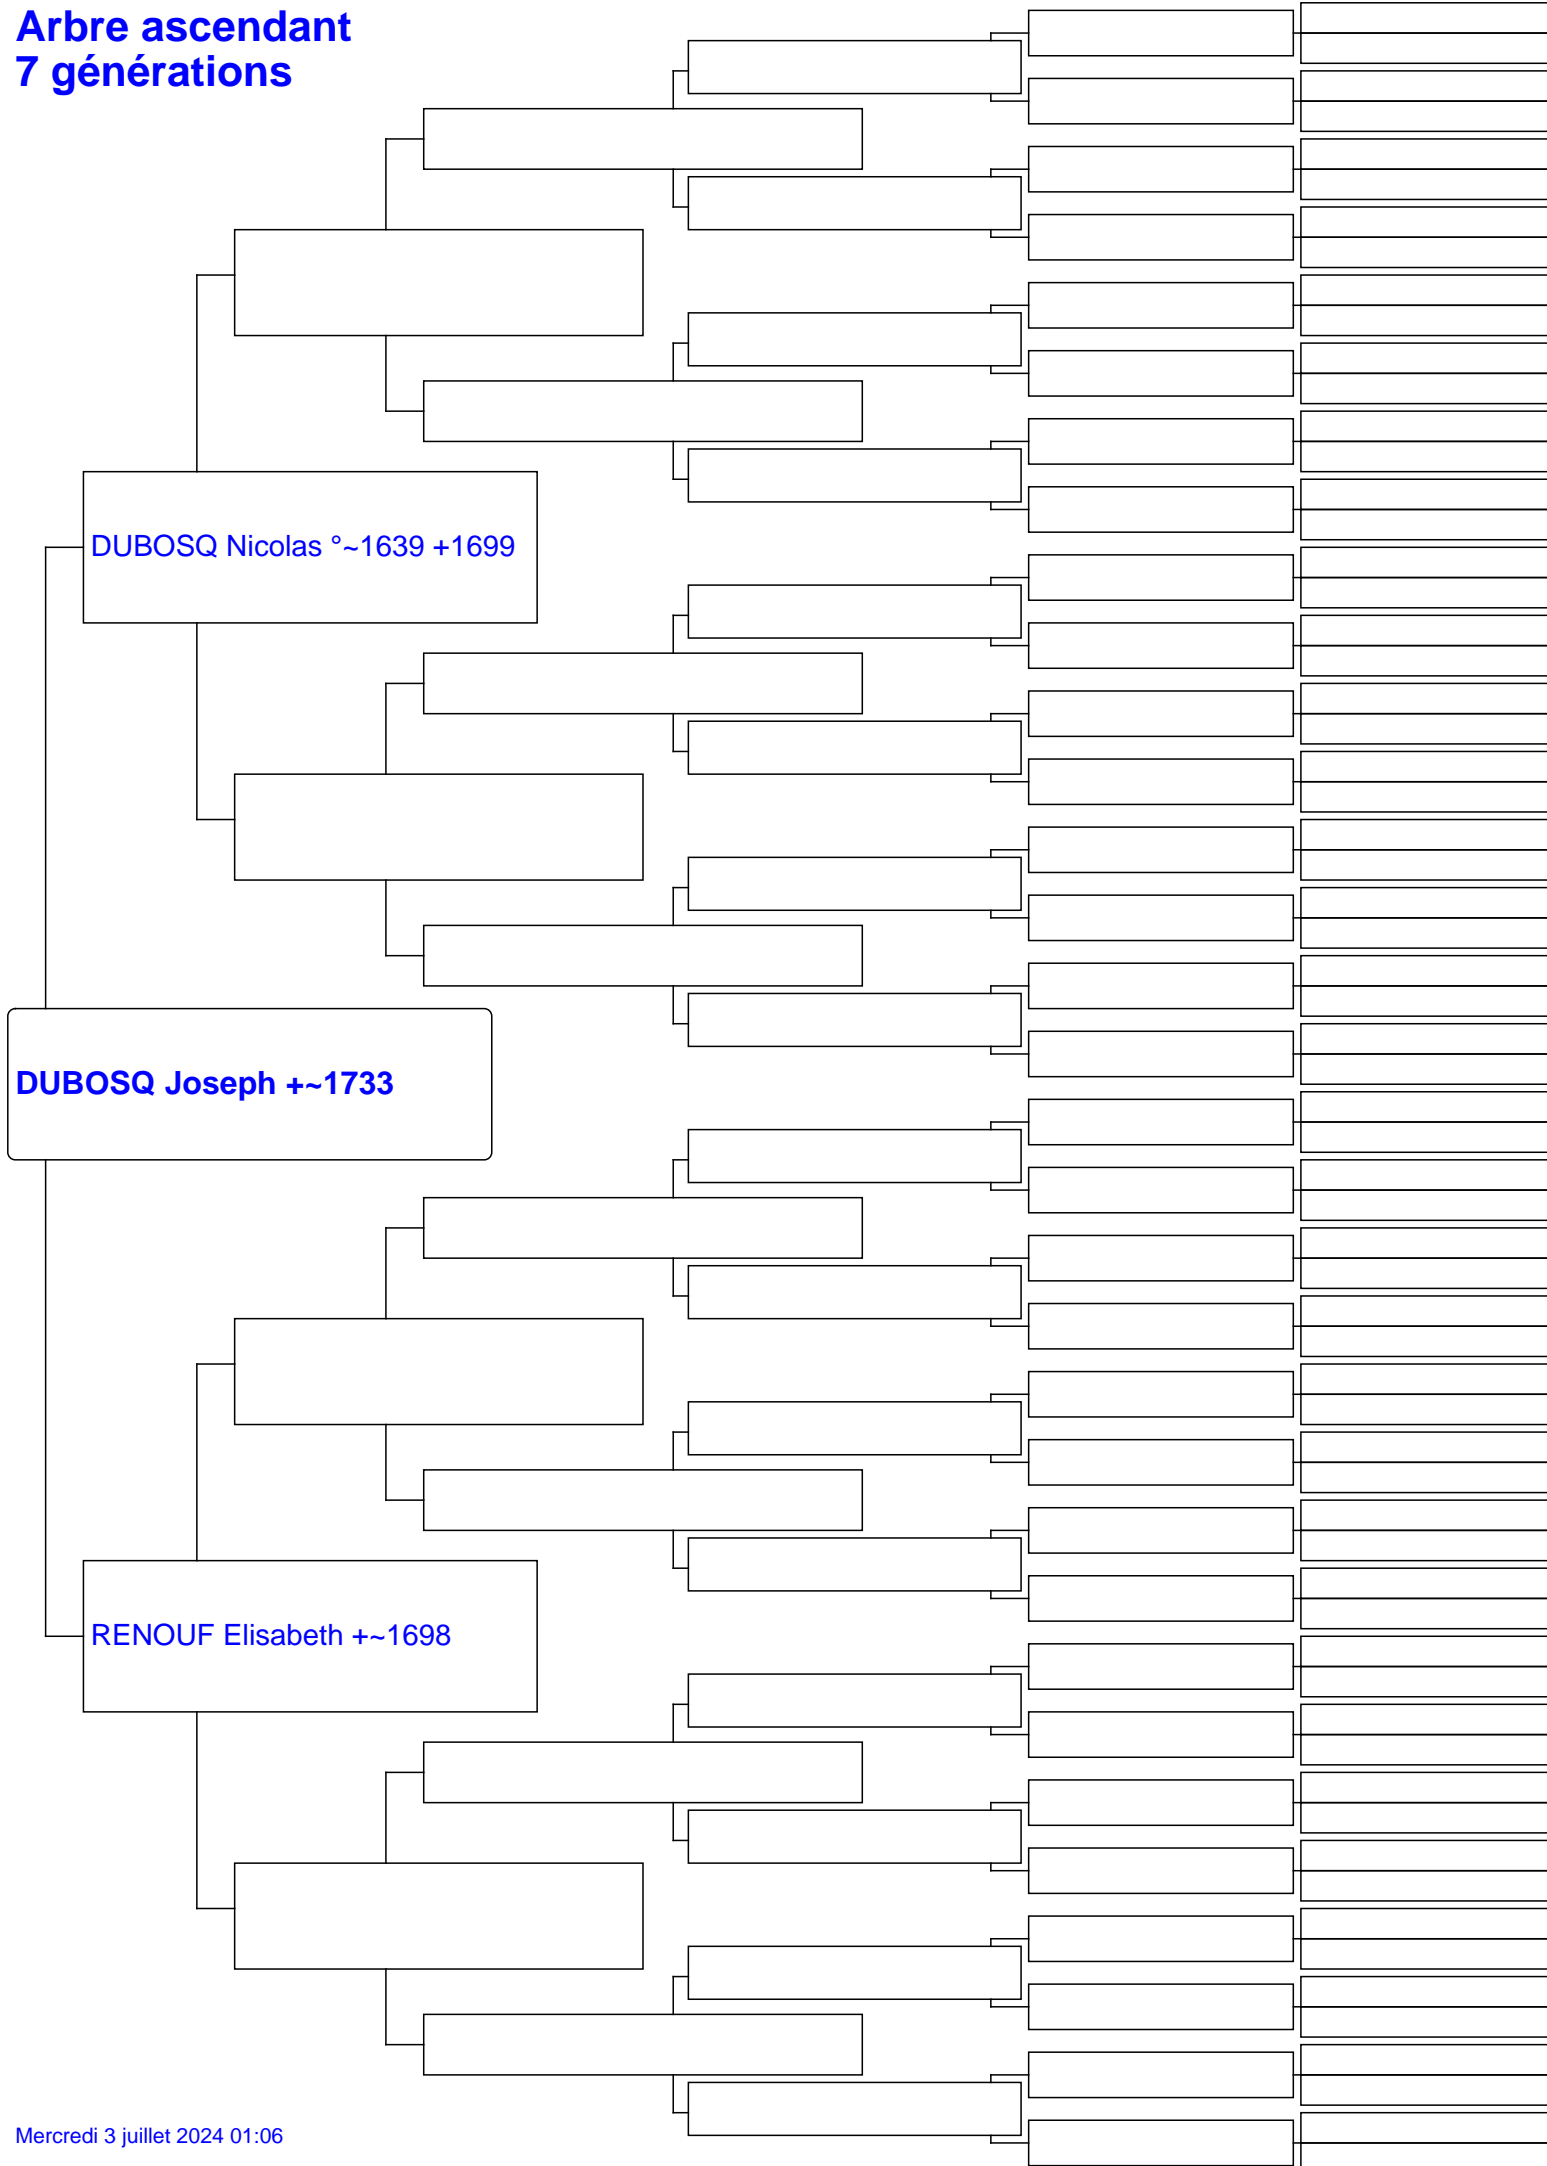 Arbre ascendant
7 générations
DUBOSQ Nicolas °~1639 +1699
DUBOSQ Joseph +~1733
RENOUF Elisabeth +~1698
Mercredi 3 juillet 2024 01:06